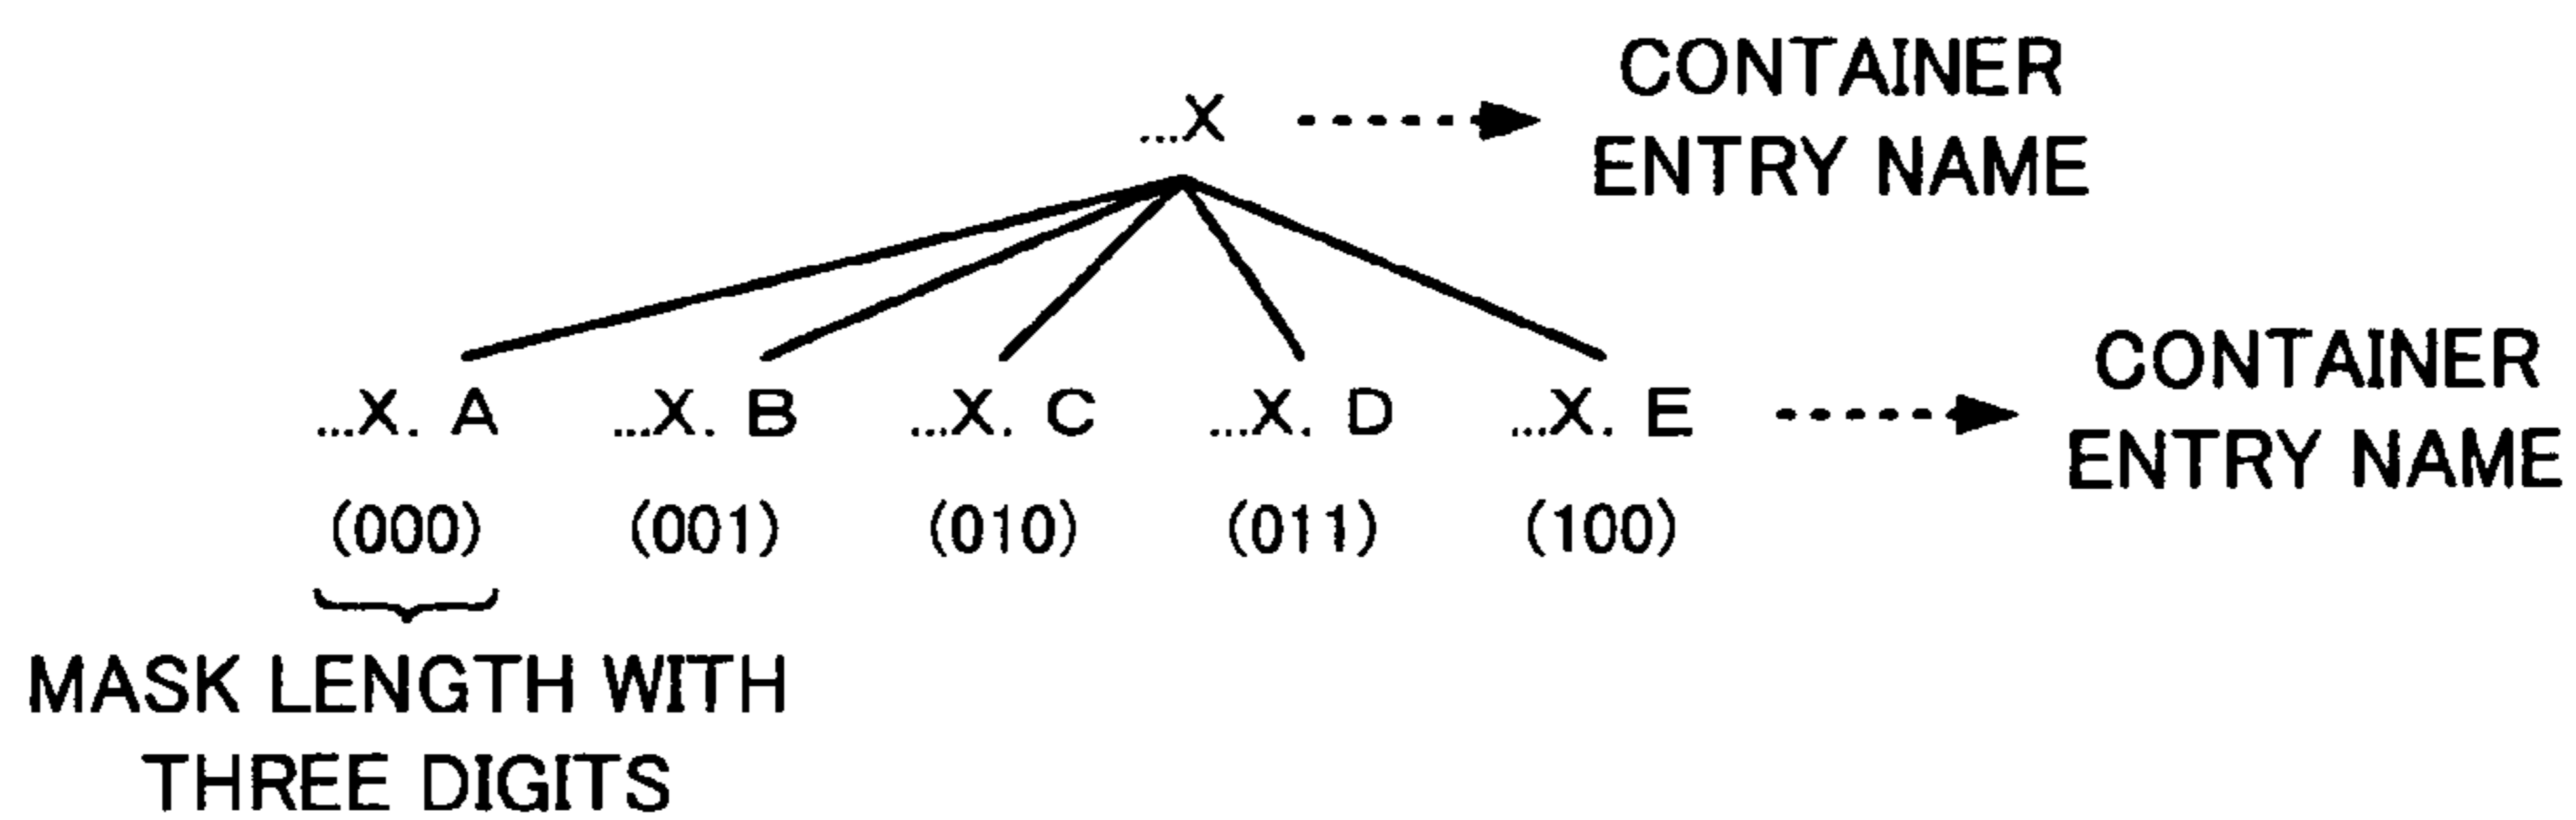 CONTAINER
...X
ENTRY NAME
...X. A ...X. B ...X. C ...X. D ...X. E
CONTAINER
ENTRY NAME
(000) (001) (010) (011) (100)
MASK LENGTH WITH
THREE DIGITS